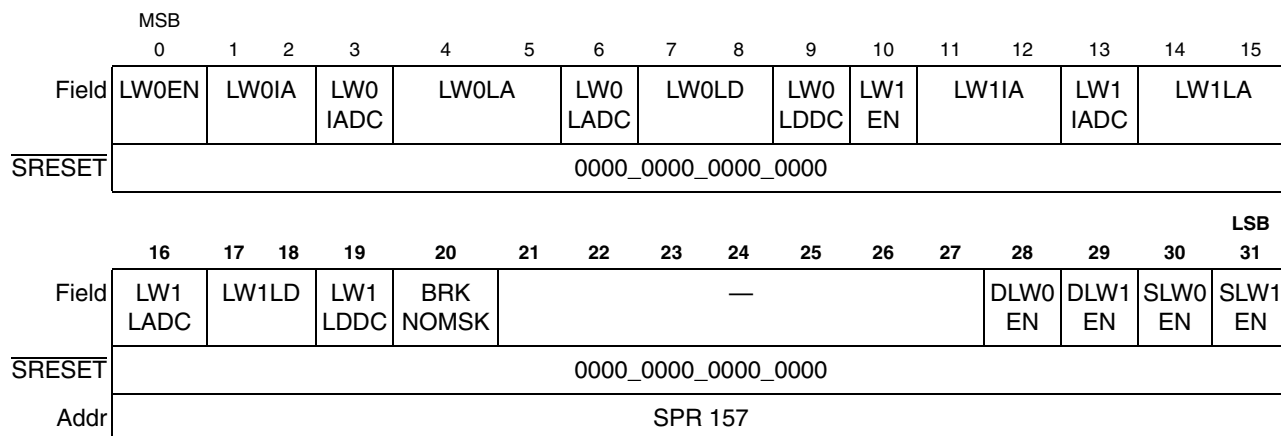 MSB
0 1 2 3 4 5 6 7 8 9 10 11 12 13 14 15
Field LW0EN LW0IA LW0 LW0LA LW0 LW0LD LW0 LW1 LW1IA LW1 LW1LA
IADC LADC LDDC EN IADC
SRESET 0000_0000_0000_0000
LSB
16 17 18 19 20 21 22 23 24 25 26 27 28 29 30 31
Field LW1 LW1LD LW1 BRK — DLW0 DLW1 SLW0 SLW1
LADC LDDC NOMSK EN EN EN EN
SRESET 0000_0000_0000_0000
Addr SPR 157